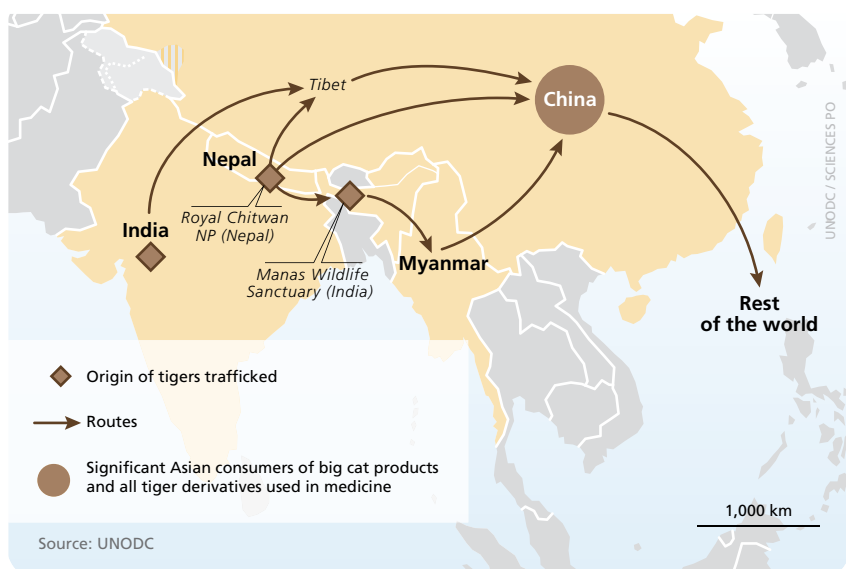 Tibet
China
Nepal
Royal Chitwan
NP (Nepal)
India
Manas Wildlife
Sanctuary (India)
Myanmar
Rest
of the world
UNODC / SCIENCES PO
Origin of tigers trafficked
Routes
Significant Asian consumers of big cat products
and all tiger derivatives used in medicine
1,000 km
Source: UNODC